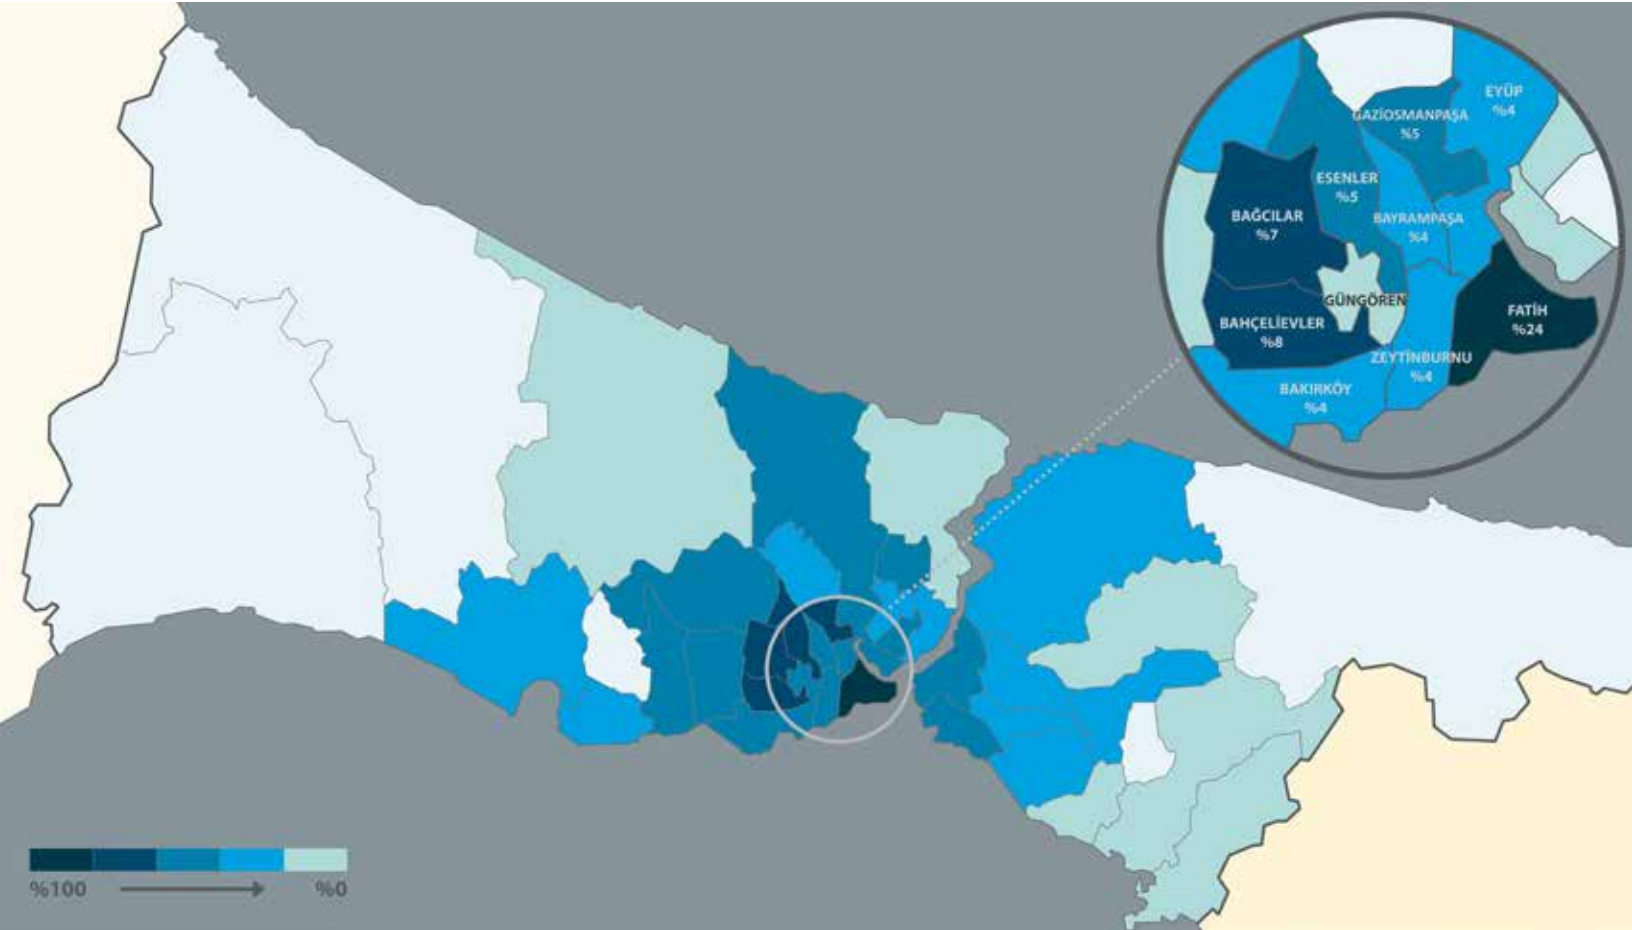 EYÜP
%4
GAZİOSMANPAŞA
%5
ESENLER
%5
BAĞCILAR
%7
BAYRAMPAŞA
%4
GÜNGÖREN
BAHÇELİEVLER
%8
FATİH
%24
ZEYTİNBURNU
%4
BAKIRKÖY
%4
%100
%0